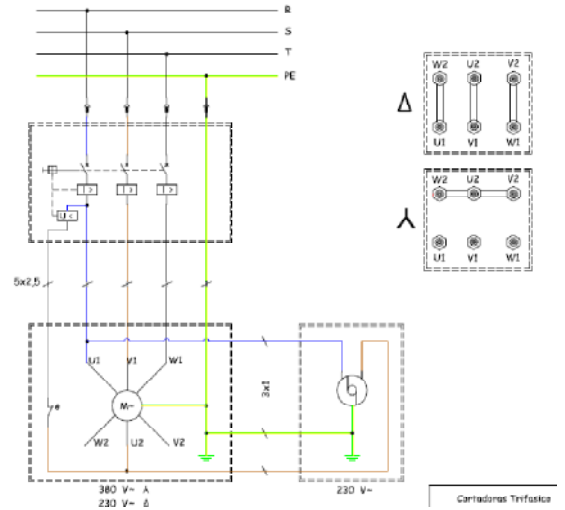 R
S
T
PE
W2 U2 V2
Δ
U1 V1 W1
W2 U2 V2
U1 V1 W1
I> I> I>
U<
5x2,5
U1 V1 W1
3x1
M~
W2 U2 V2
380 V~ ⅄
230 V~ Δ
230 V~
Cortadoras Trifasica